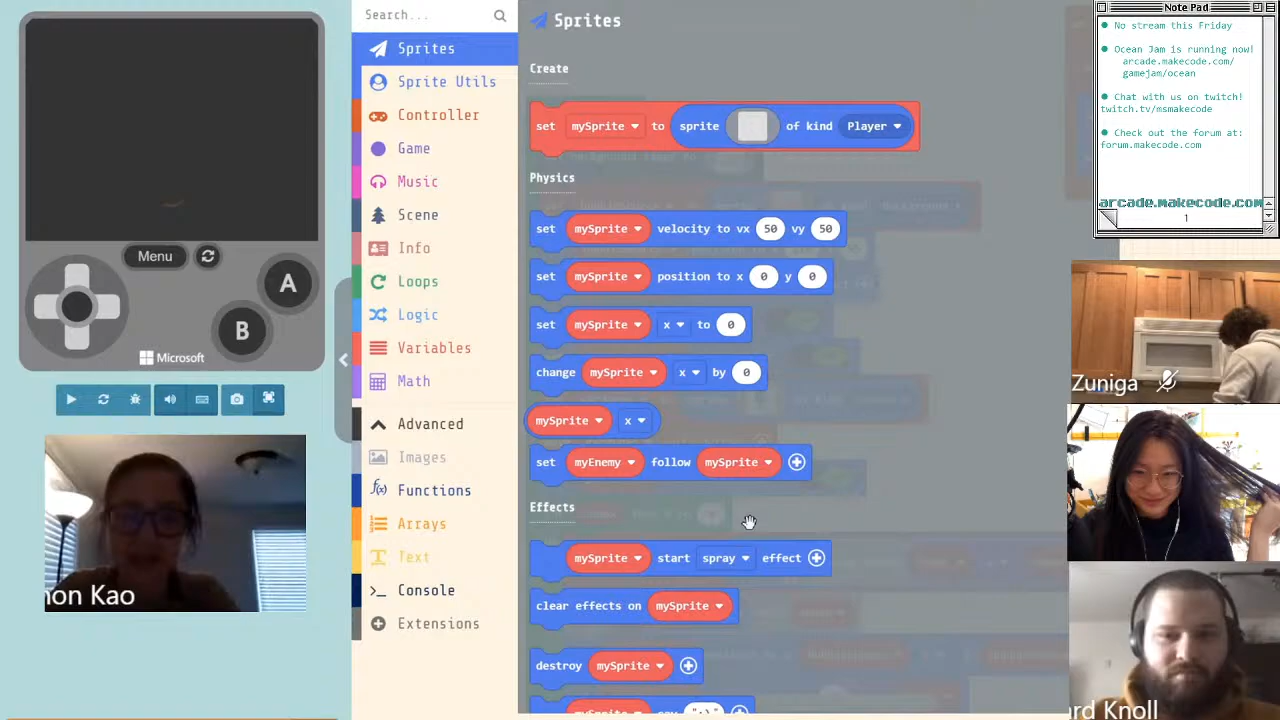 Menu
A
B
Microsoft
Search...
Sprites
Sprite Utils
Controller
Game
Music
Scene
Info
Loops
Logic
Variables
Math
Advanced
Images
Functions
Arrays
Text
Console
Extensions
Sprites
Create
set mySprite to sprite of kind Player
Physics
set mySprite velocity to vx 50 vy 50
set mySprite position to x 0 y 0
set mySprite x to 0
change mySprite x by 0
mySprite x
set myEnemy follow mySprite
Effects
mySprite start spray effect
clear effects on mySprite
destroy mySprite
Note Pad
No stream this Friday
Ocean Jam is running now!
arcade.makecode.com/
gamejam/ocean
Chat with us on twitch!
twitch.tv/msmakecode
Check out the forum at:
forum.makecode.com
arcade.makecode.com
1
Zuniga
non Kao
ard Knoll